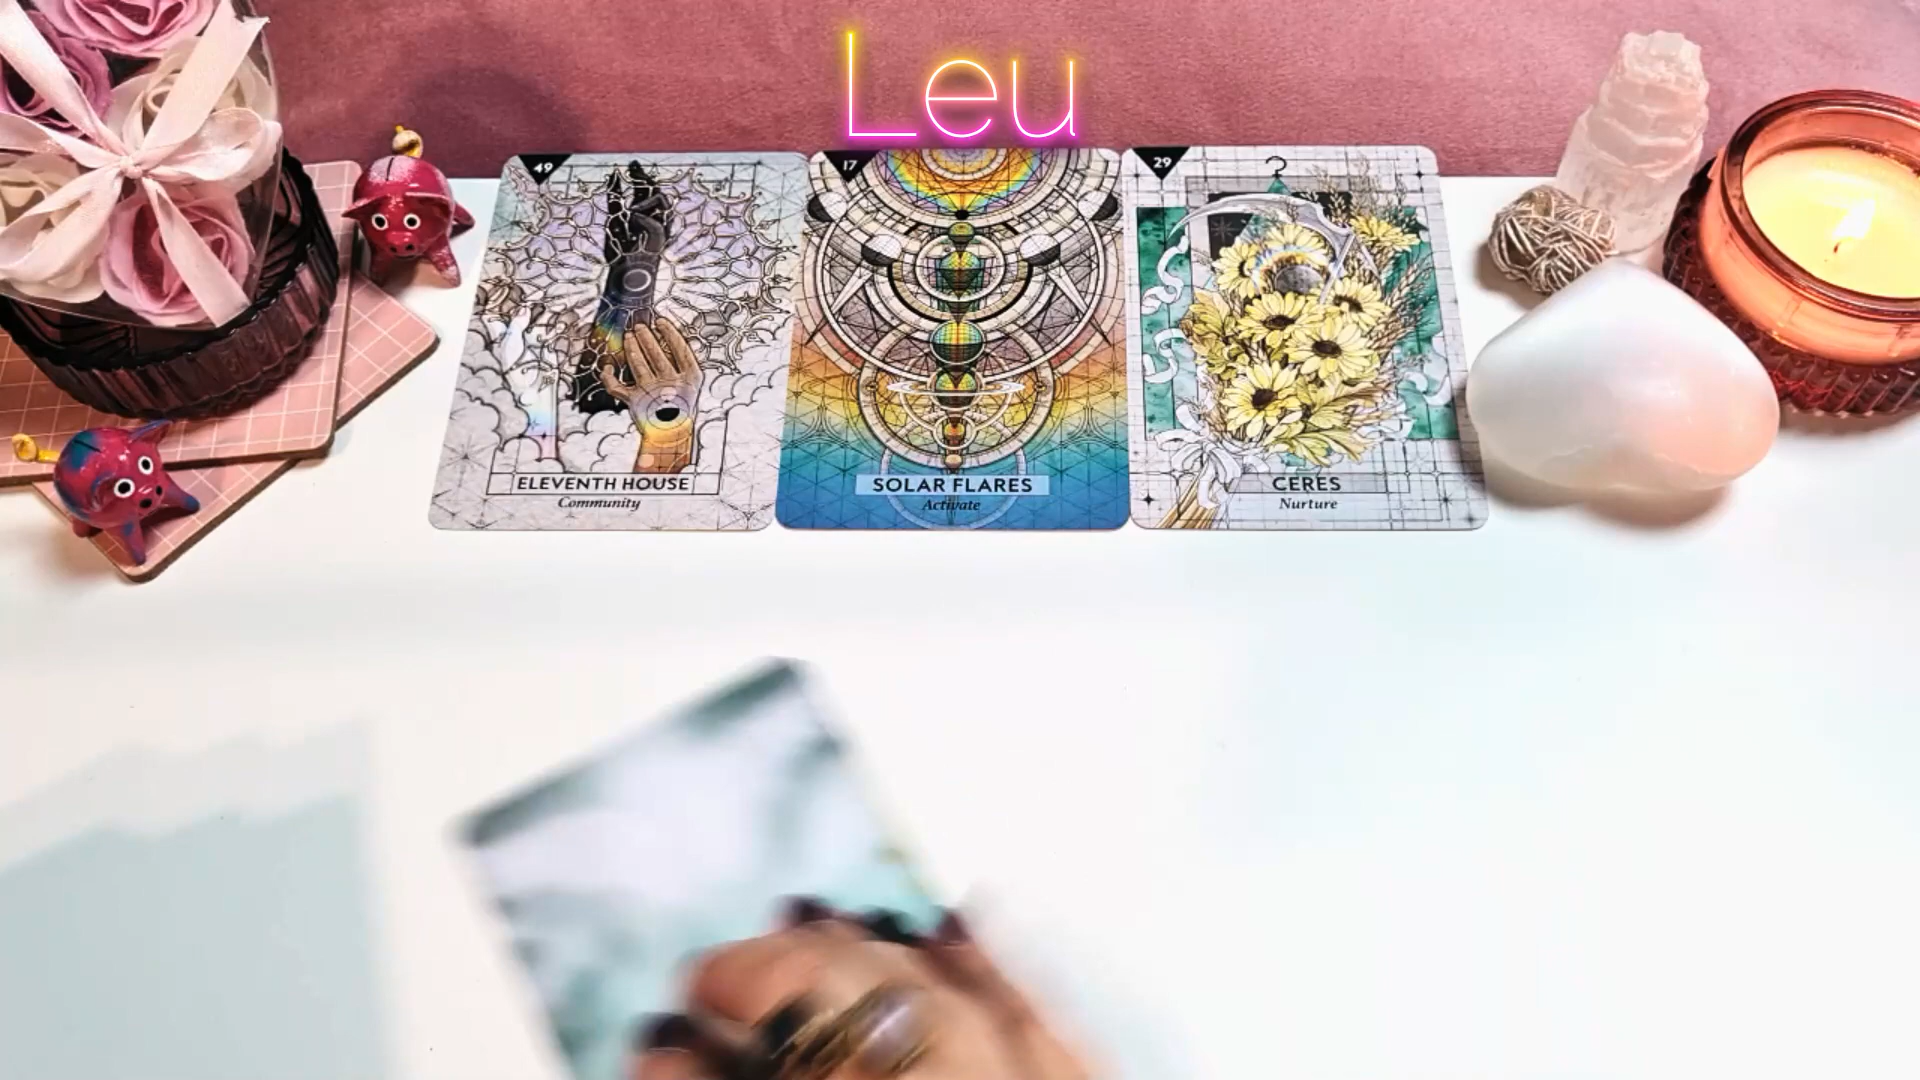 Leu
49
17
29
ELEVENTH HOUSE
Community
SOLAR FLARES
Activate
CERES
Nurture